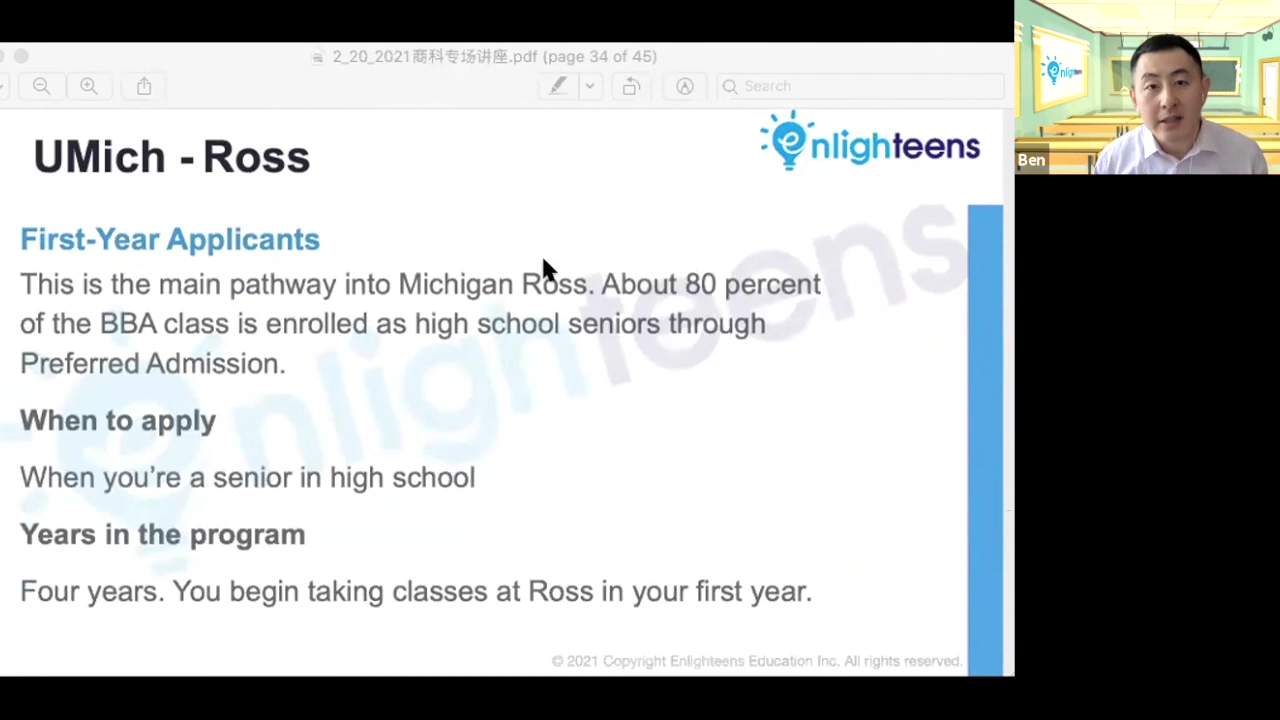 2_20_2021商科专场讲座.pdf (page 34 of 45)
Search
UMich - Ross
enlighteens
First-Year Applicants
This is the main pathway into Michigan Ross. About 80 percent
of the BBA class is enrolled as high school seniors through
Preferred Admission.
When to apply
When you’re a senior in high school
Years in the program
Four years. You begin taking classes at Ross in your first year.
enlighteens
© 2021 Copyright Enlighteens Education Inc. All rights reserved.
Ben